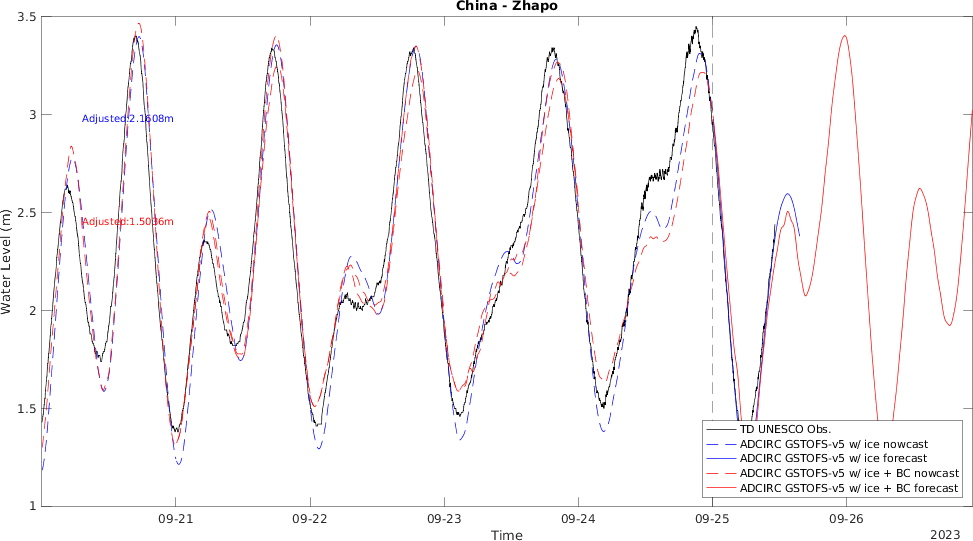 China - Zhapo
3.5
3
2.5
2
1.5
1
Water Level (m)
Adjusted:2.1608m
Adjusted:1.5036m
TD UNESCO Obs.
ADCIRC GSTOFS-v5 w/ ice nowcast
ADCIRC GSTOFS-v5 w/ ice forecast
ADCIRC GSTOFS-v5 w/ ice + BC nowcast
ADCIRC GSTOFS-v5 w/ ice + BC forecast
09-21 09-22 09-23 09-24 09-25 09-26
Time
2023